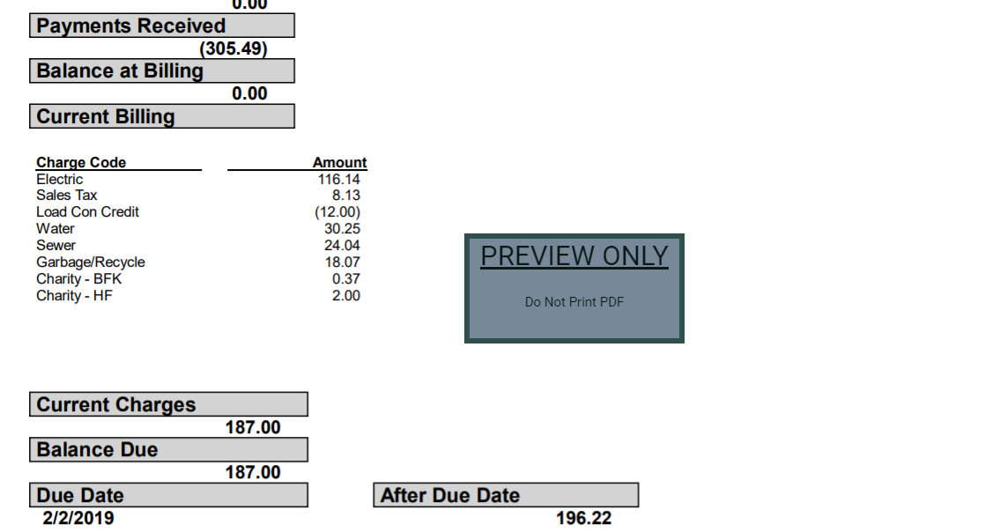 0.00
Payments Received
(305.49)
Balance at Billing
0.00
Current Billing
Charge Code Amount
Electric 116.14
Sales Tax 8.13
Load Con Credit (12.00)
Water 30.25
Sewer 24.04
Garbage/Recycle 18.07
Charity - BFK 0.37
Charity - HF 2.00
PREVIEW ONLY
Do Not Print PDF
Current Charges
187.00
Balance Due
187.00
Due Date After Due Date
2/2/2019 196.22